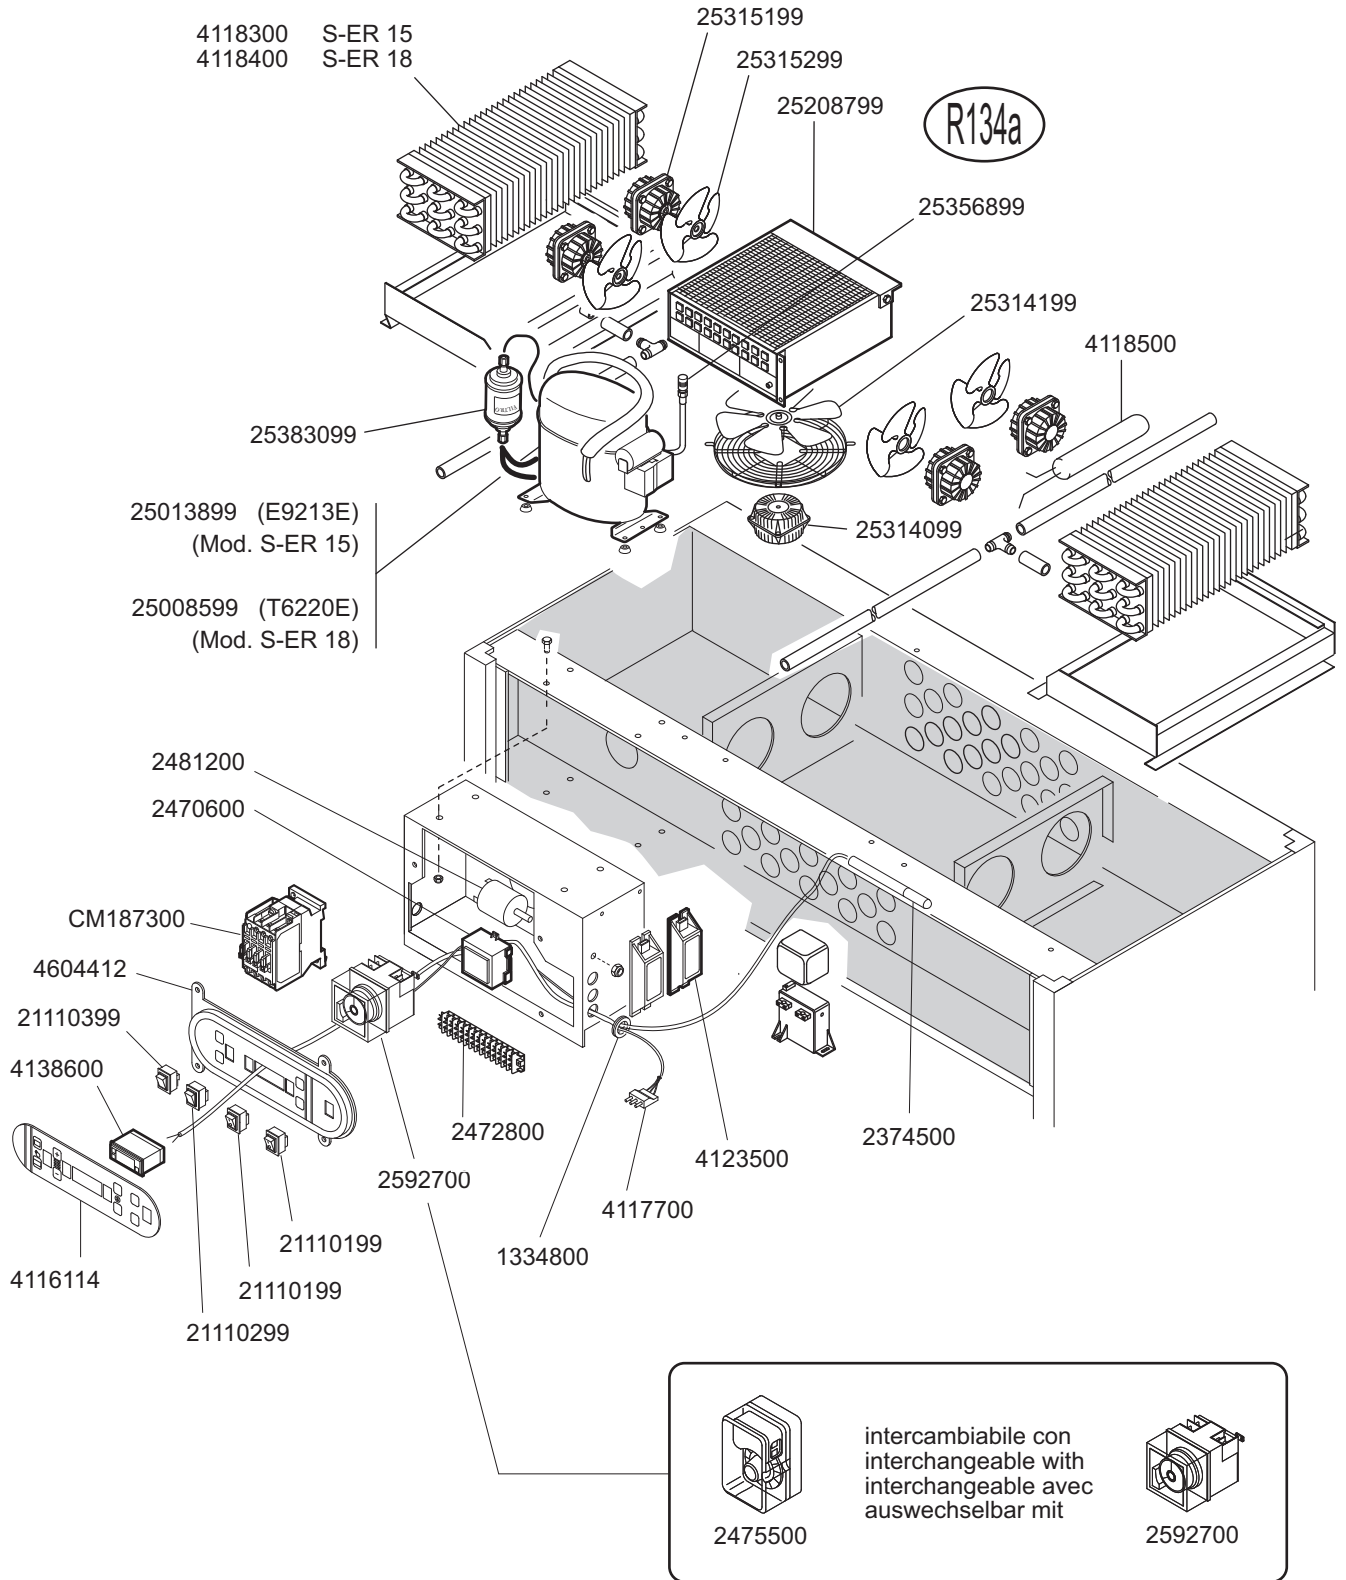 25315199
4118300 S-ER 15
4118400 S-ER 18
25315299
25208799
R134a
25356899
25314199
4118500
25383099
25013899 (E9213E)
(Mod. S-ER 15)
25314099
25008599 (T6220E)
(Mod. S-ER 18)
2481200
2470600
CM187300
4604412
21110399
4138600
2472800
2374500
4123500
2592700
4117700
21110199
1334800
4116114
21110199
21110299
intercambiabile con
interchangeable with
interchangeable avec
auswechselbar mit
2475500
2592700